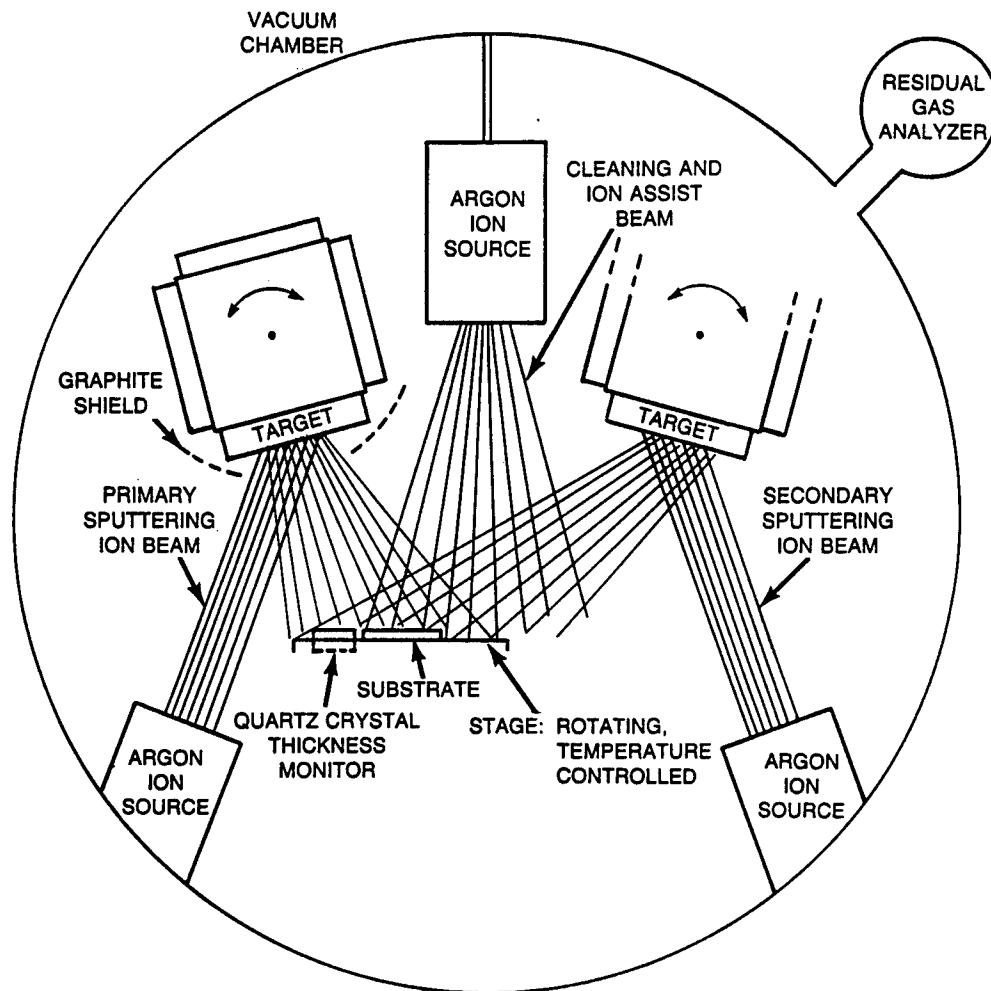 VACUUM
CHAMBER
RESIDUAL
GAS
ANALYZER
ARGON
ION
SOURCE
CLEANING AND
ION ASSIST
BEAM
GRAPHITE
SHIELD
TARGET
TARGET
PRIMARY
SPUTTERING
ION BEAM
SECONDARY
SPUTTERING
ION BEAM
SUBSTRATE
QUARTZ CRYSTAL
THICKNESS
MONITOR
STAGE: ROTATING,
TEMPERATURE
CONTROLLED
ARGON
ION
SOURCE
ARGON
ION
SOURCE